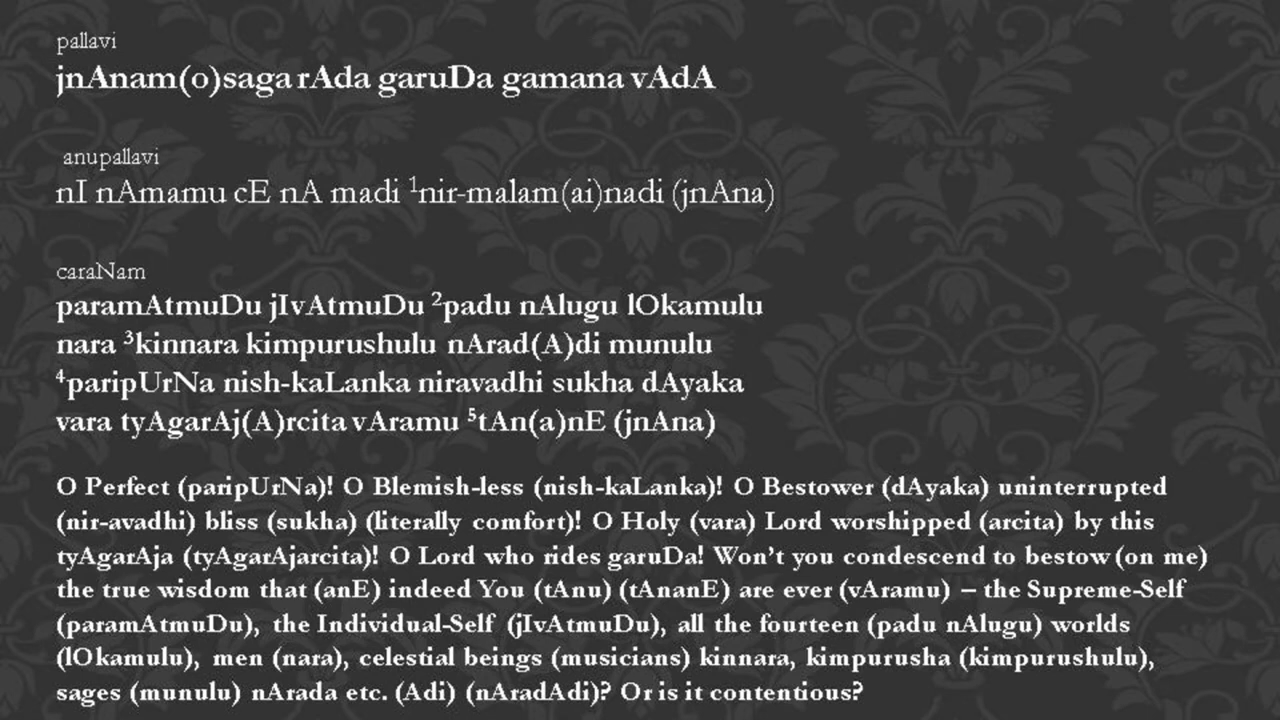 pallavi
jnAnam(o)saga rAda garuDa gamana vAdA
anupallavi
nI nAmamu cE nA madi ¹nir-malam(ai)nadi (jnAna)
caraNam
paramAtmuDu jIvAtmuDu ²padu nAlugu lOkamulu
nara ³kinnara kimpurushulu nArad(A)di munulu
⁴paripUrNa nish-kaLanka niravadhi sukha dAyaka
vara tyAgarAj(A)rcita vAramu ⁵tAn(a)nE (jnAna)
O Perfect (paripUrNa)! O Blemish-less (nish-kaLanka)! O Bestower (dAyaka) uninterrupted
(nir-avadhi) bliss (sukha) (literally comfort)! O Holy (vara) Lord worshipped (arcita) by this
tyAgarAja (tyAgarAjarcita)! O Lord who rides garuDa! Won’t you condescend to bestow (on me)
the true wisdom that (anE) indeed You (tAnu) (tAnanE) are ever (vAramu) – the Supreme-Self
(paramAtmuDu), the Individual-Self (jIvAtmuDu), all the fourteen (padu nAlugu) worlds
(lOkamulu), men (nara), celestial beings (musicians) kinnara, kimpurusha (kimpurushulu),
sages (munulu) nArada etc. (Adi) (nAradAdi)? Or is it contentious?